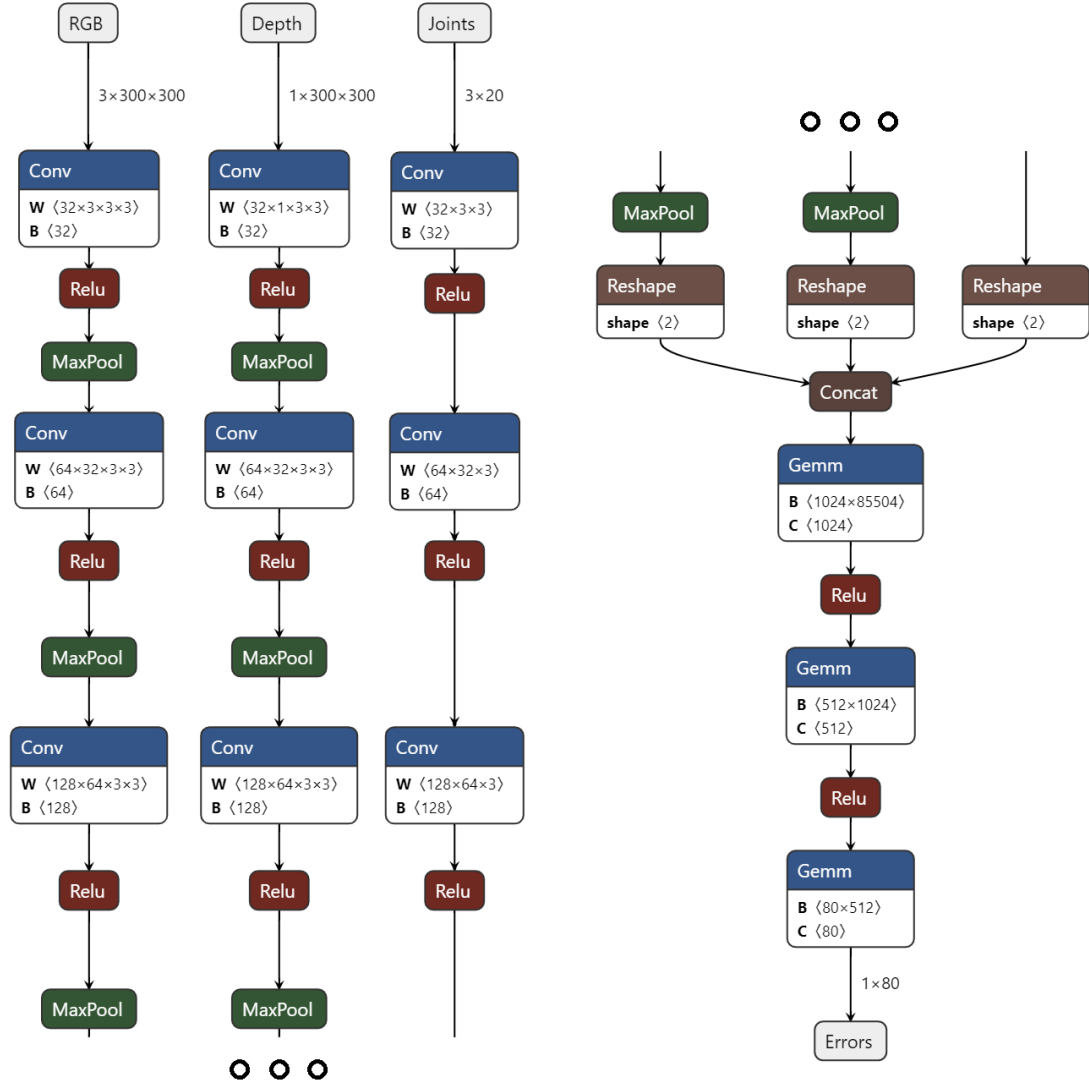 RGB
Depth
Joints
3×300×300
1×300×300
3×20
Conv
W ⟨32×3×3×3⟩
B ⟨32⟩
Conv
W ⟨32×1×3×3⟩
B ⟨32⟩
Conv
W ⟨32×3×3⟩
B ⟨32⟩
Relu
Relu
Relu
MaxPool
MaxPool
Conv
W ⟨64×32×3×3⟩
B ⟨64⟩
Conv
W ⟨64×32×3×3⟩
B ⟨64⟩
Conv
W ⟨64×32×3⟩
B ⟨64⟩
Relu
Relu
Relu
MaxPool
MaxPool
Conv
W ⟨128×64×3×3⟩
B ⟨128⟩
Conv
W ⟨128×64×3×3⟩
B ⟨128⟩
Conv
W ⟨128×64×3⟩
B ⟨128⟩
Relu
Relu
Relu
MaxPool
MaxPool
MaxPool
MaxPool
Reshape
shape ⟨2⟩
Reshape
shape ⟨2⟩
Reshape
shape ⟨2⟩
Concat
Gemm
B ⟨1024×85504⟩
C ⟨1024⟩
Relu
Gemm
B ⟨512×1024⟩
C ⟨512⟩
Relu
Gemm
B ⟨80×512⟩
C ⟨80⟩
1×80
Errors